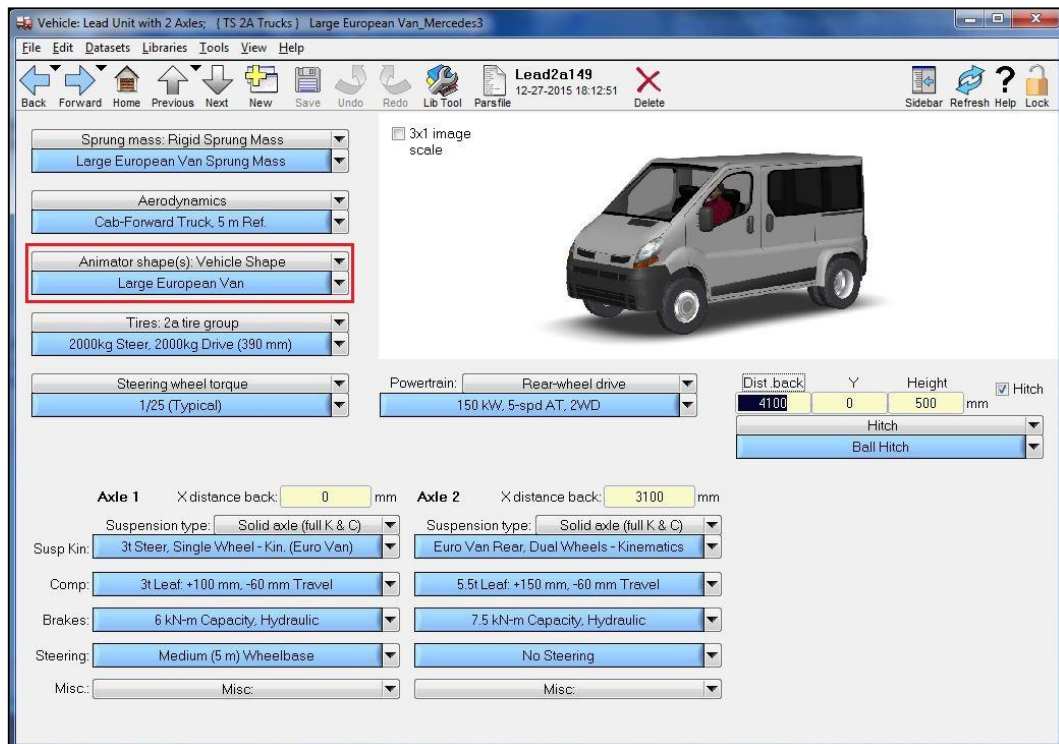 Vehicle: Lead Unit with 2 Axles; { TS 2A Trucks } Large European Van_Mercedes3
File Edit Datasets Libraries Tools View Help
Back Forward Home Previous Next New Save Undo Redo Lib Tool Parsfile
Lead2a149
12-27-2015 18:12:51
Delete
Sidebar Refresh Help Lock
Sprung mass: Rigid Sprung Mass
Large European Van Sprung Mass
3x1 image
scale
Aerodynamics
Cab-Forward Truck, 5 m Ref.
Animator shape(s): Vehicle Shape
Large European Van
Tires: 2a tire group
2000kg Steer, 2000kg Drive (390 mm)
Steering wheel torque
1/25 (Typical)
Powertrain: Rear-wheel drive
150 kW, 5-spd AT, 2WD
Dist .back Y Height Hitch
4100 0 500 mm
Hitch
Ball Hitch
Axle 1 X distance back: 0 mm
Suspension type: Solid axle (full K & C)
Susp Kin: 3t Steer, Single Wheel - Kin. (Euro Van)
Comp: 3t Leaf: +100 mm, -60 mm Travel
Brakes: 6 kN-m Capacity, Hydraulic
Steering: Medium (5 m) Wheelbase
Misc.: Misc:
Axle 2 X distance back: 3100 mm
Suspension type: Solid axle (full K & C)
Euro Van Rear, Dual Wheels - Kinematics
5.5t Leaf: +150 mm, -60 mm Travel
7.5 kN-m Capacity, Hydraulic
No Steering
Misc: